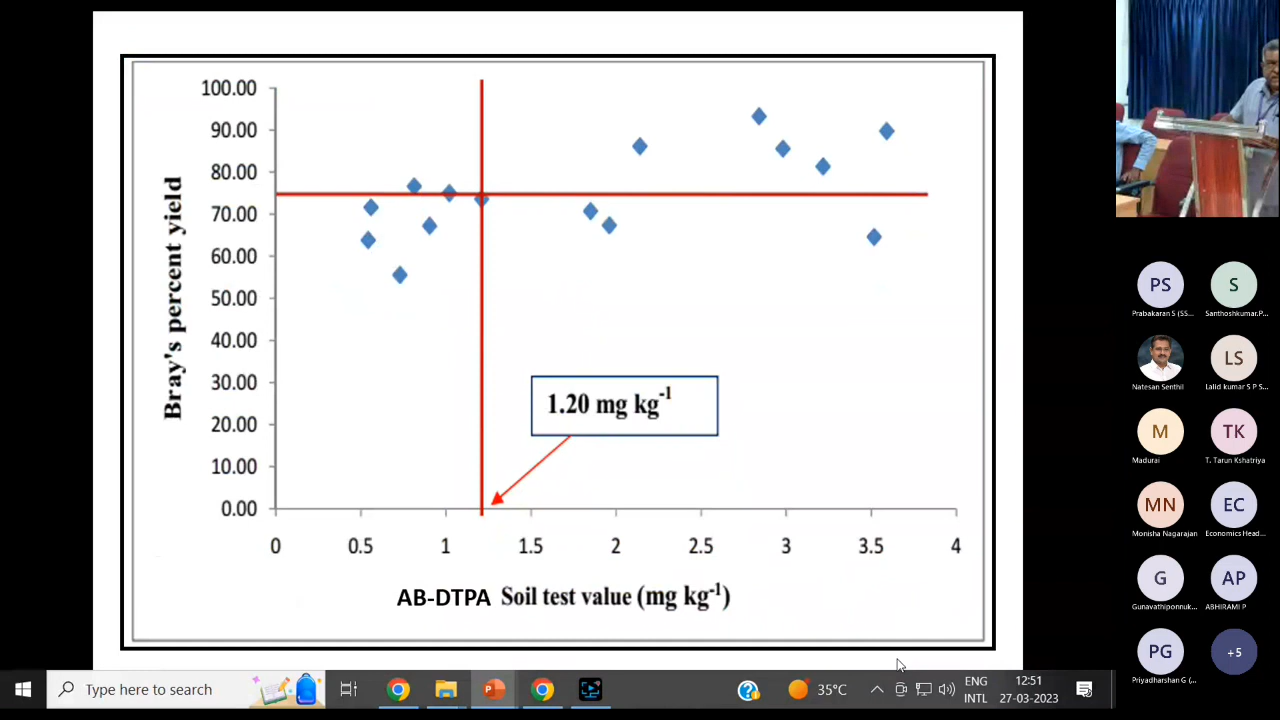 100.00
90.00
80.00
70.00
60.00
50.00
40.00
30.00
20.00
10.00
0.00
Bray's percent yield
1.20 mg kg-1
0 0.5 1 1.5 2 2.5 3 3.5 4
AB-DTPA Soil test value (mg kg-1)
PS
Prabakaran S (SS...
S
Santhoshkumar.P...
Natesan Senthil
LS
Lalid kumar S P S...
M
Madurai
TK
T. Tarun Kshatriya
MN
Monisha Nagarajan
EC
Economics Head...
G
Gunavathiponnuk...
AP
ABHIRAMI P
PG
Priyadharshan G (...
+5
Type here to search
35°C
ENG
INTL
12:51
27-03-2023